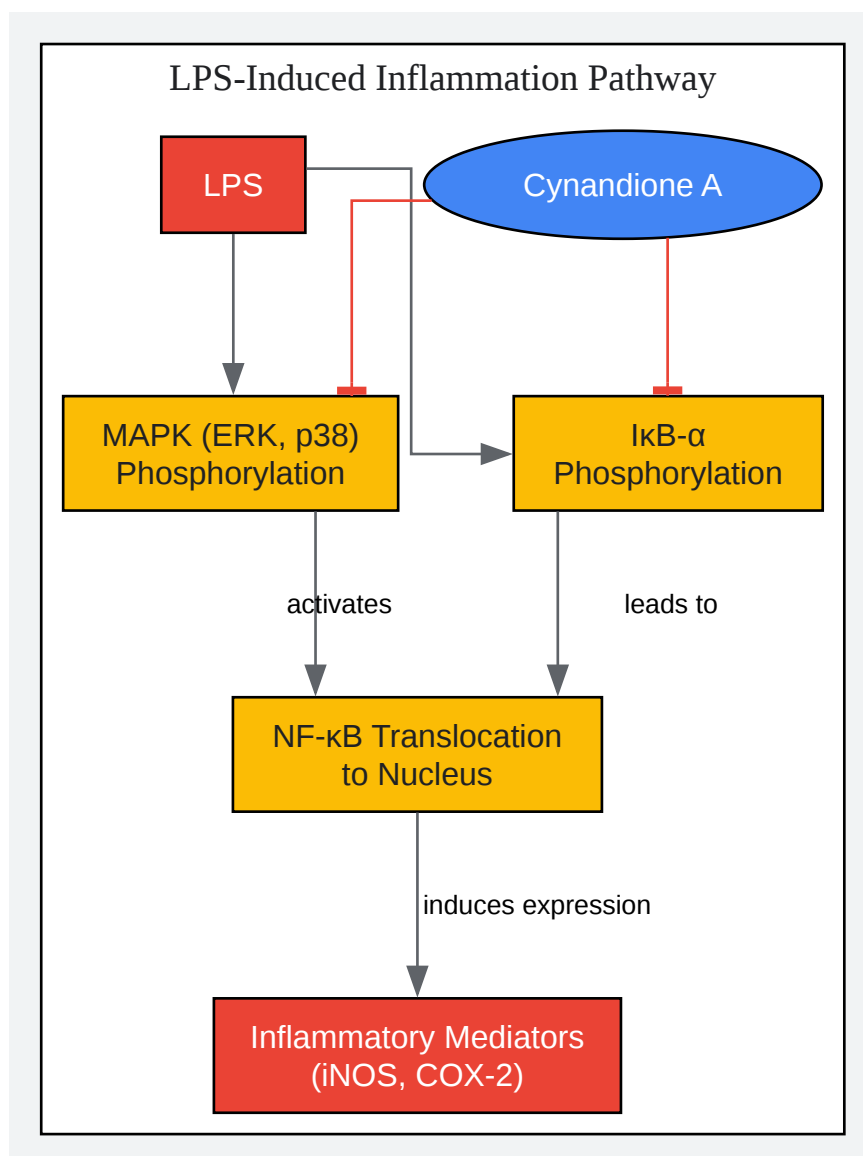 LPS-Induced Inflammation Pathway
LPS
Cynandione A
MAPK (ERK, p38)
Phosphorylation
IκB-α
Phosphorylation
activates
leads to
NF-κB Translocation
to Nucleus
induces expression
Inflammatory Mediators
(iNOS, COX-2)